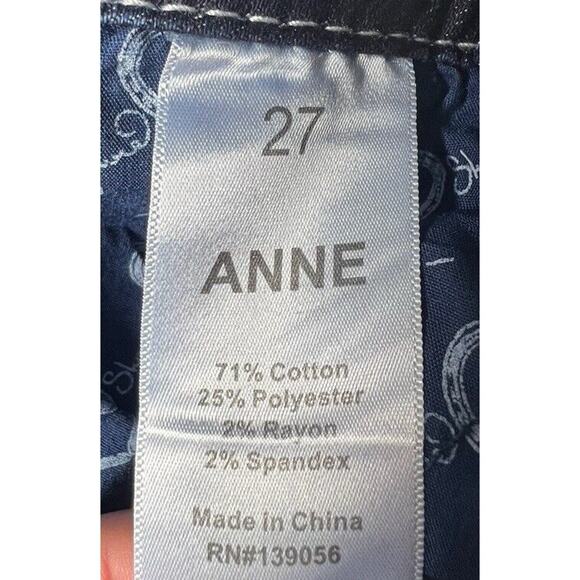 27
ANNE
71% Cotton
25% Polyester
2% Rayon
2% Spandex
Made in China
RN#139056